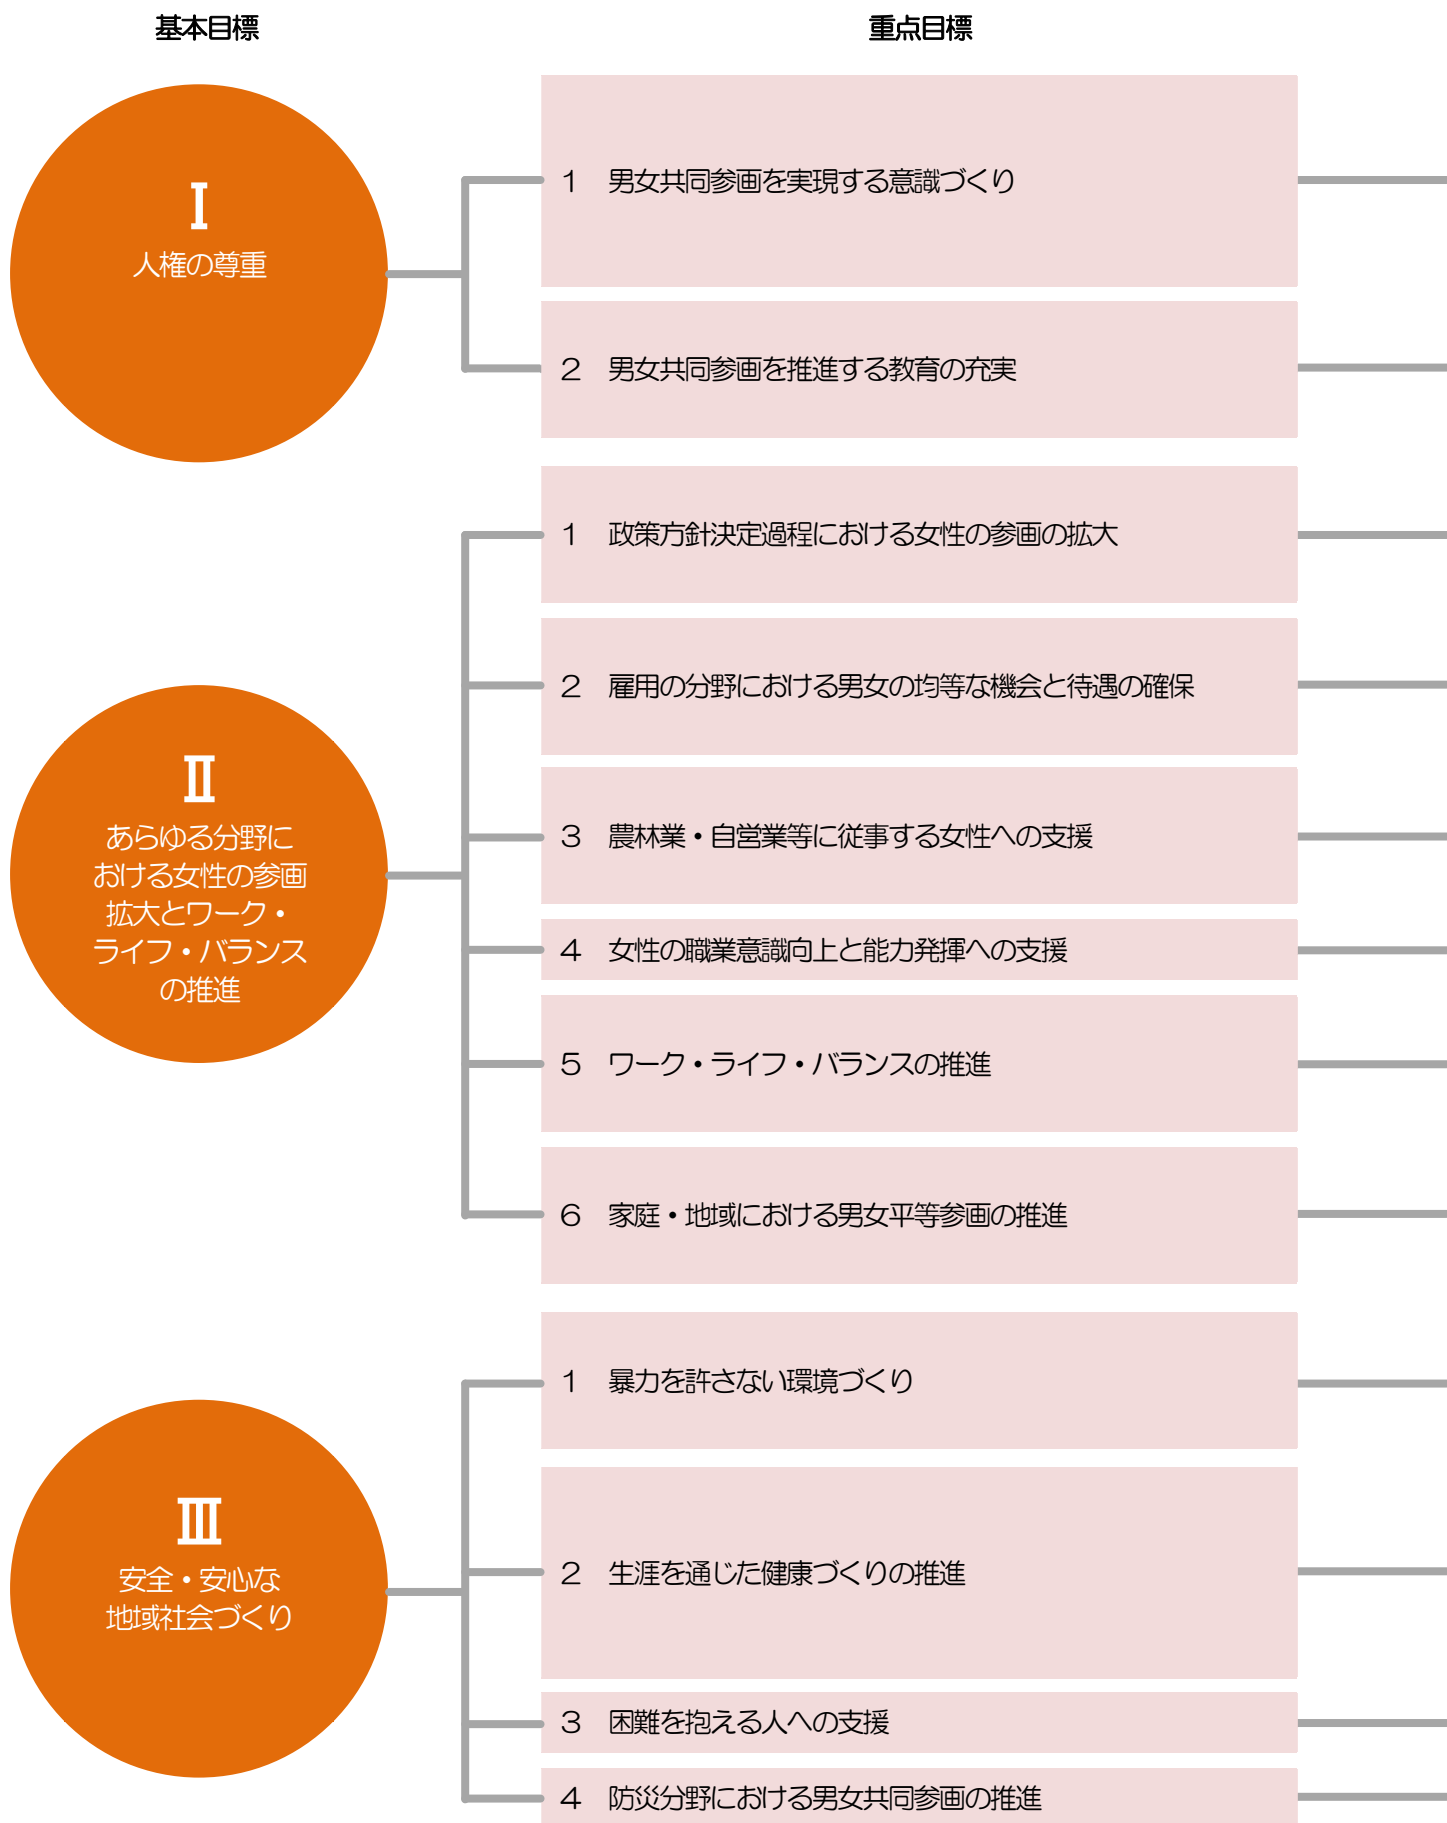 基本目標
重点目標
Ⅰ
人権の尊重
1 男女共同参画を実現する意識づくり
2 男女共同参画を推進する教育の充実
Ⅱ
あらゆる分野に
おける女性の参画
拡大とワーク・
ライフ・バランス
の推進
1 政策方針決定過程における女性の参画の拡大
2 雇用の分野における男女の均等な機会と待遇の確保
3 農林業・自営業等に従事する女性への支援
4 女性の職業意識向上と能力発揮への支援
5 ワーク・ライフ・バランスの推進
6 家庭・地域における男女平等参画の推進
Ⅲ
安全・安心な
地域社会づくり
1 暴力を許さない環境づくり
2 生涯を通じた健康づくりの推進
3 困難を抱える人への支援
4 防災分野における男女共同参画の推進